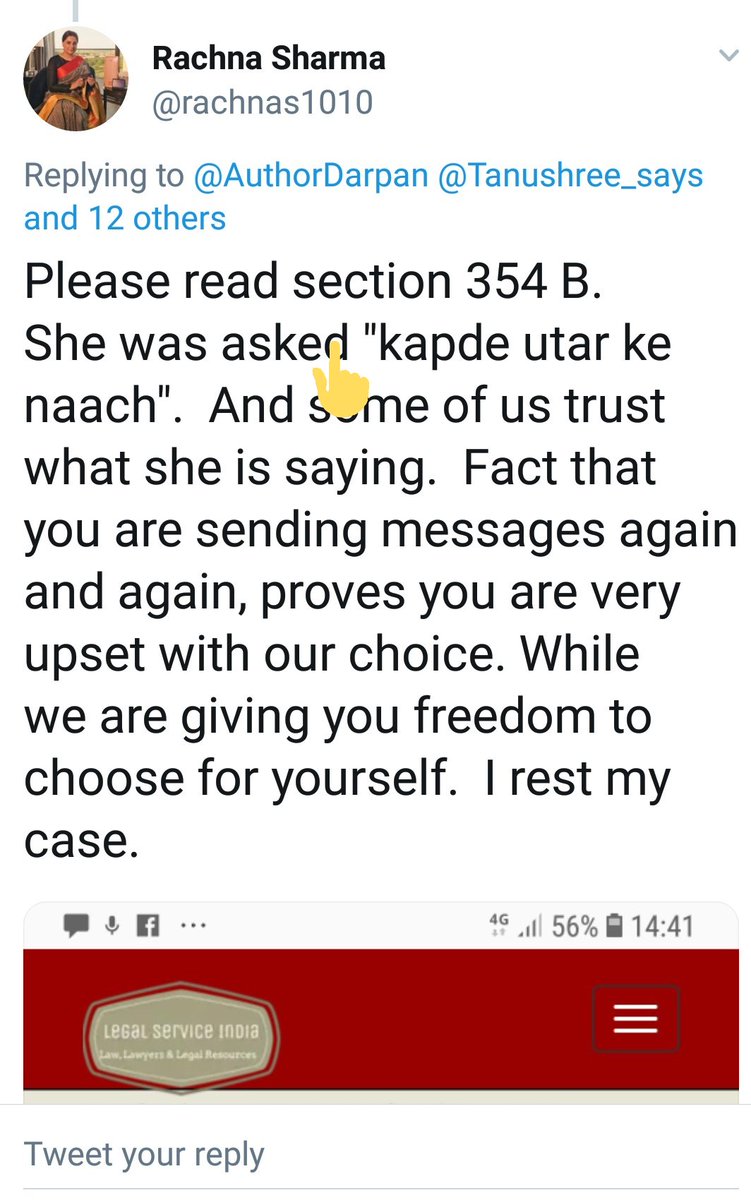 Rachna Sharma
@rachnas1010
Replying to @AuthorDarpan @Tanushree_says
and 12 others
Please read section 354 B.
She was asked "kapde utar ke
naach".  And some of us trust
what she is saying.  Fact that
you are sending messages again
and again, proves you are very
upset with our choice. While
we are giving you freedom to
choose for yourself.  I rest my
case.
4G 56% 14:41
Legal Service India
Law, Lawyers & Legal Resources
Tweet your reply